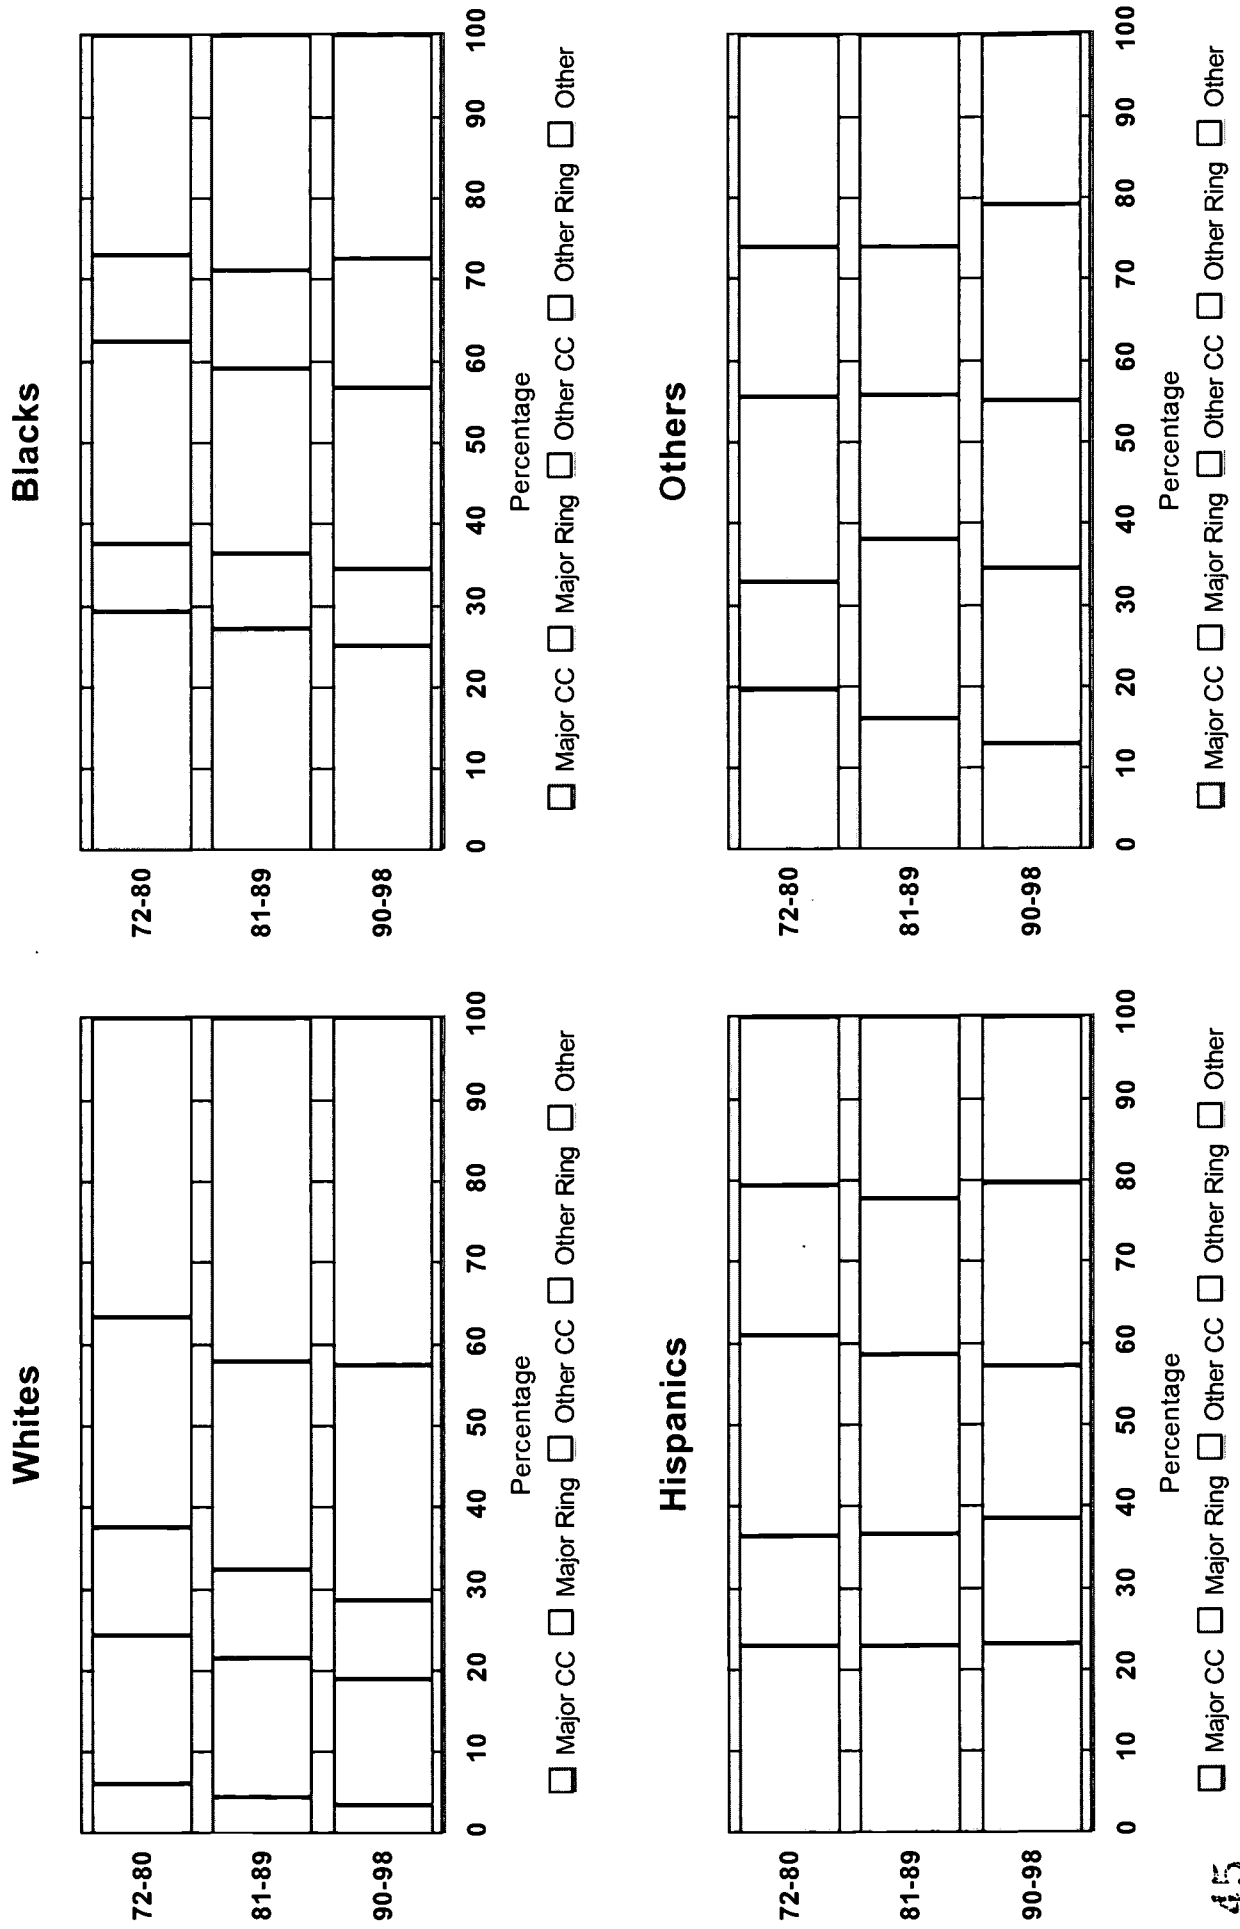 Whites
72-80
81-89
90-98
0 10 20 30 40 50 60 70 80 90 100
Percentage
Major CC Major Ring Other CC Other Ring Other
Blacks
72-80
81-89
90-98
0 10 20 30 40 50 60 70 80 90 100
Percentage
Major CC Major Ring Other CC Other Ring Other
Hispanics
72-80
81-89
90-98
0 10 20 30 40 50 60 70 80 90 100
Percentage
Major CC Major Ring Other CC Other Ring Other
Others
72-80
81-89
90-98
0 10 20 30 40 50 60 70 80 90 100
Percentage
Major CC Major Ring Other CC Other Ring Other
45